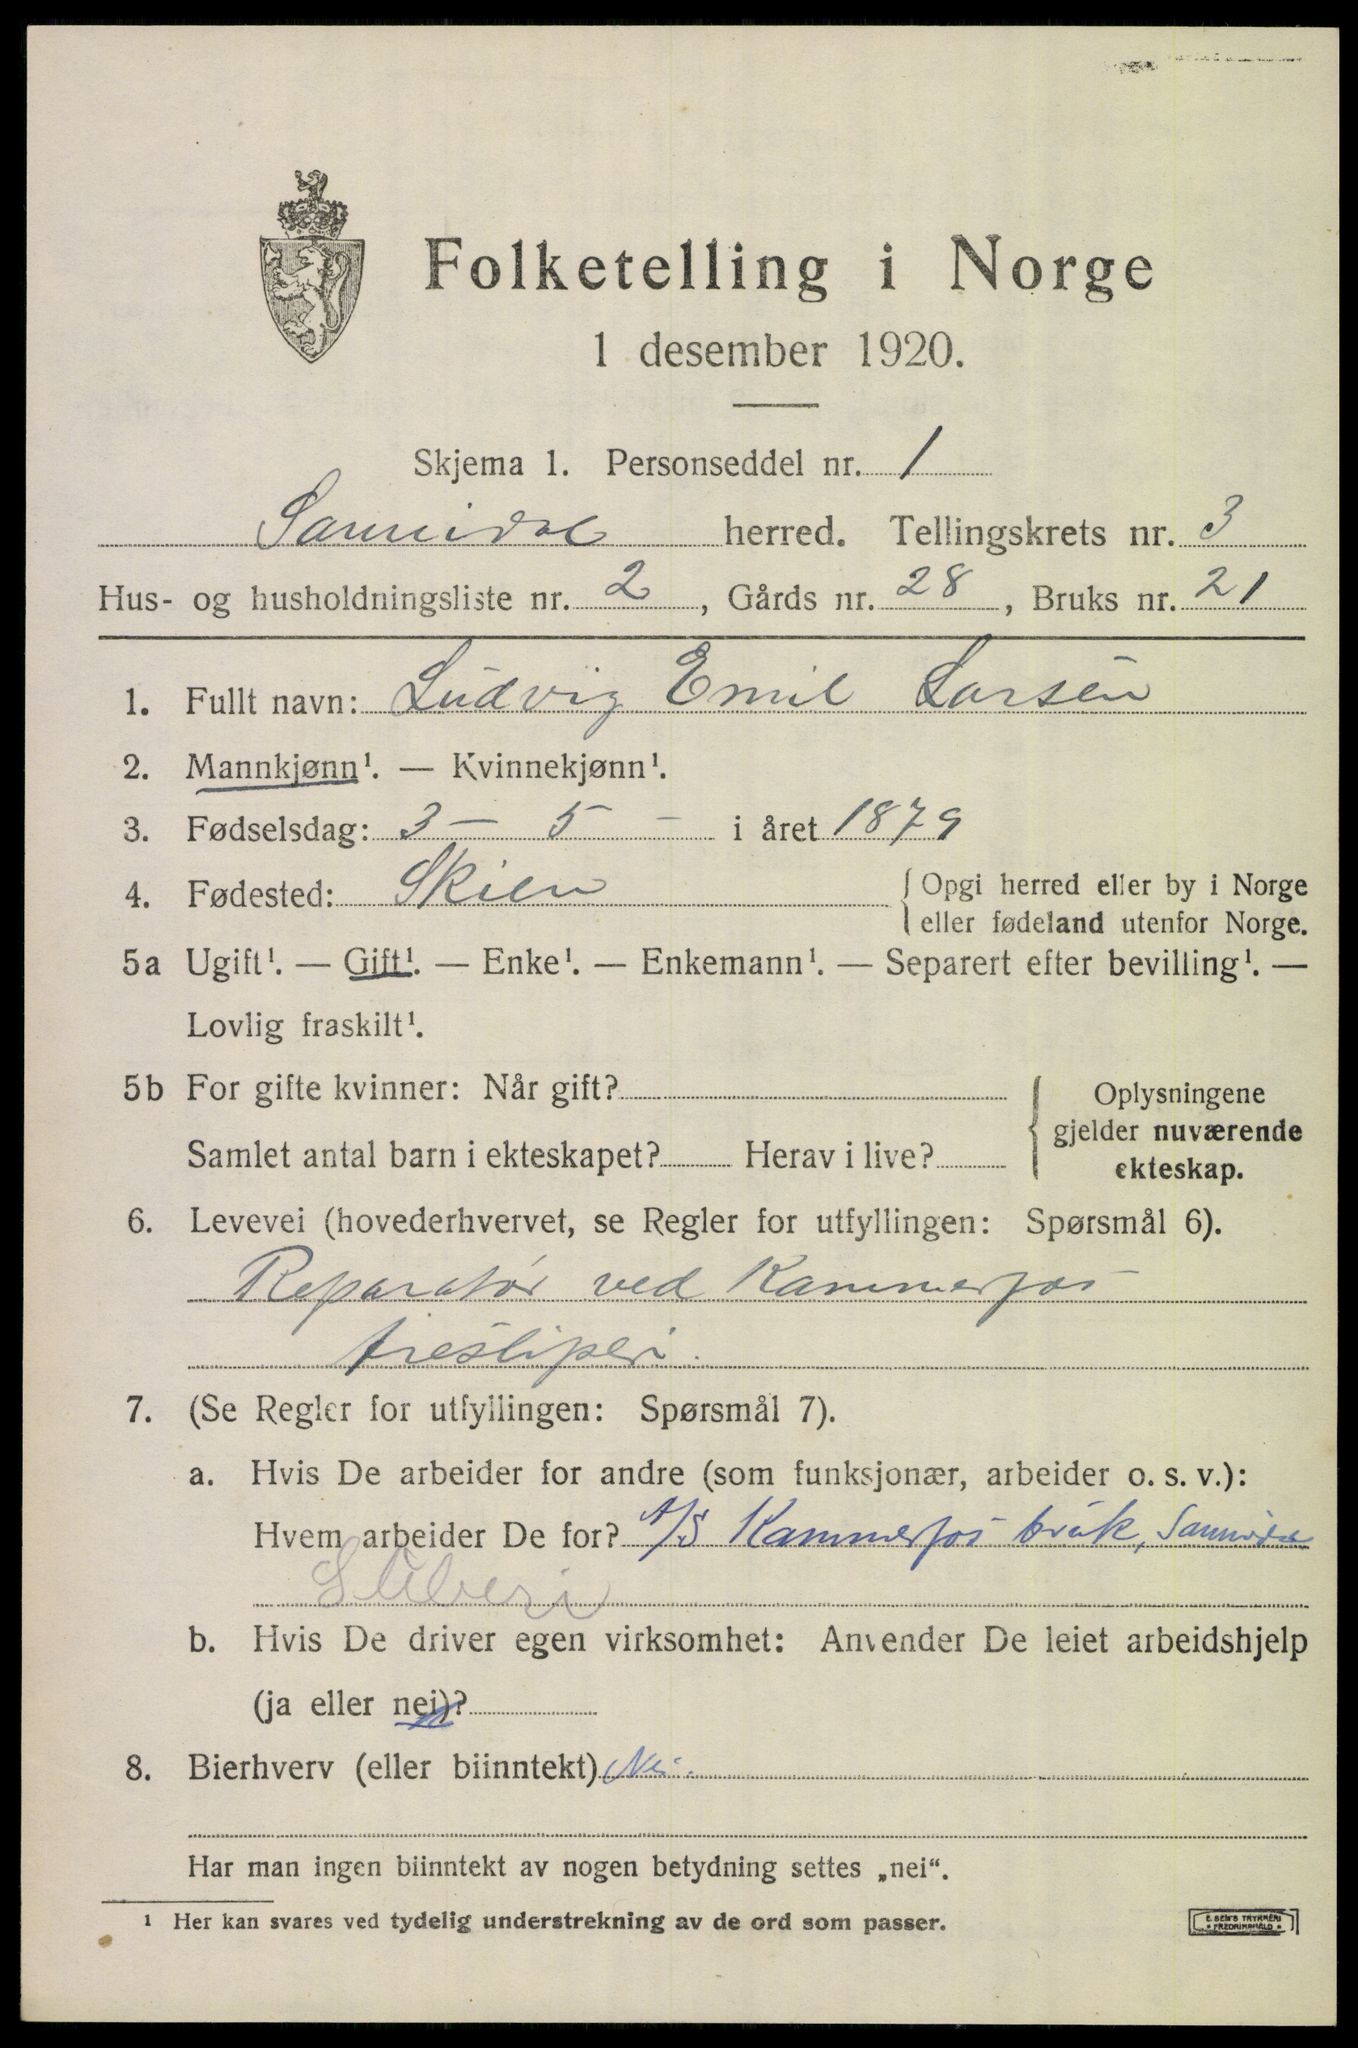 Folketelling i Norge
1 desember 1920.
Skjema 1. Personseddel nr. 1
Sannidal herred. Tellingskrets nr. 3
Hus- og husholdningsliste nr. 2, Gårds nr. 28, Bruks nr. 21
1. Fullt navn: Ludvig Emil Larsen
2. Mannkjønn¹. — Kvinnekjønn¹.
3. Fødselsdag: 3 – 5 – i året 1879
4. Fødested: Skien
{ Opgi herred eller by i Norge
eller fødeland utenfor Norge.
5a Ugift¹. — Gift¹. — Enke¹. — Enkemann¹. — Separert efter bevilling¹. —
Lovlig fraskilt¹.
5b For gifte kvinner: Når gift?
Samlet antal barn i ekteskapet? Herav i live?
{ Oplysningene
gjelder nuværende
ekteskap.
6. Levevei (hovederhvervet, se Regler for utfyllingen: Spørsmål 6).
Reparatør ved Kammerfos
tresliperi.
7. (Se Regler for utfyllingen: Spørsmål 7).
a. Hvis De arbeider for andre (som funksjonær, arbeider o. s. v.):
Hvem arbeider De for? A/S Kammerfos bruk, Sannidal
Sliberi
b. Hvis De driver egen virksomhet: Anvender De leiet arbeidshjelp
(ja eller nei)?
8. Bierhverv (eller biinntekt) Nei.
Har man ingen biinntekt av nogen betydning settes „nei“.
¹ Her kan svares ved tydelig understrekning av de ord som passer.
E. SEM'S TRYKKERI
FREDRIKSHALD